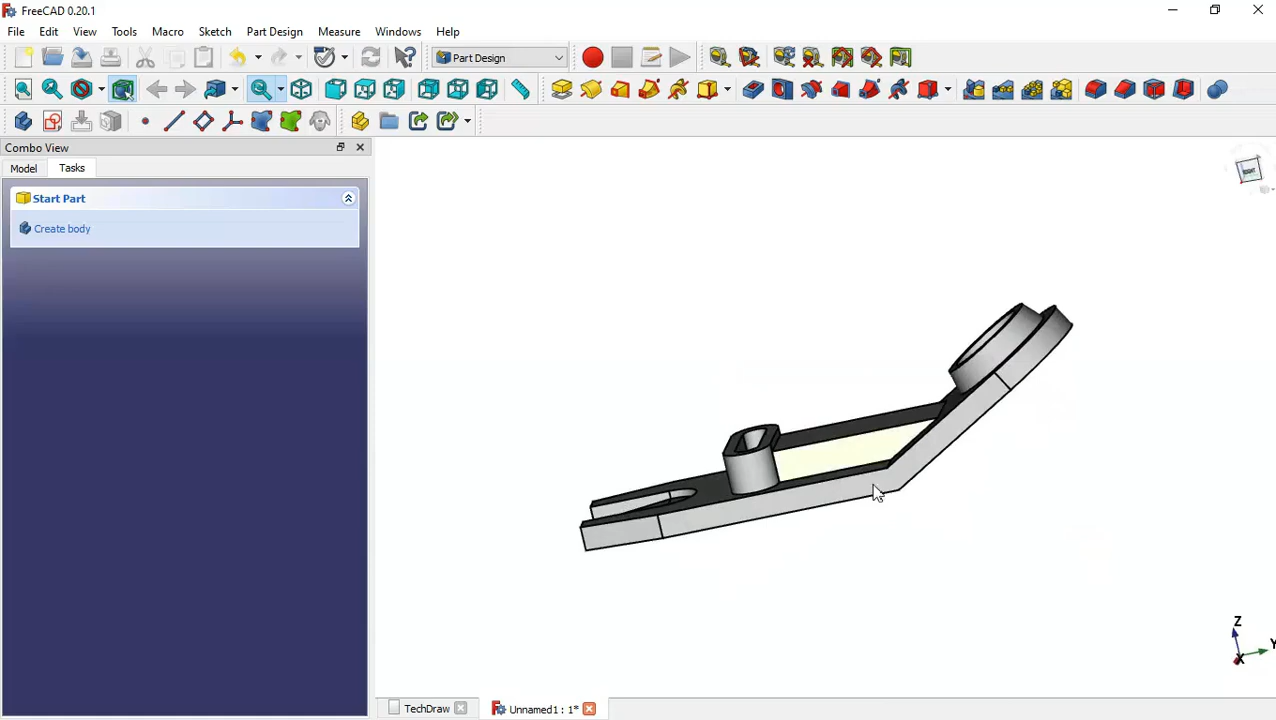 FreeCAD 0.20.1
File Edit View Tools Macro Sketch Part Design Measure Windows Help
Part Design
Combo View
Model Tasks
Start Part
Create body
RIGHT
Z
Y
X
TechDraw
Unnamed1 : 1*